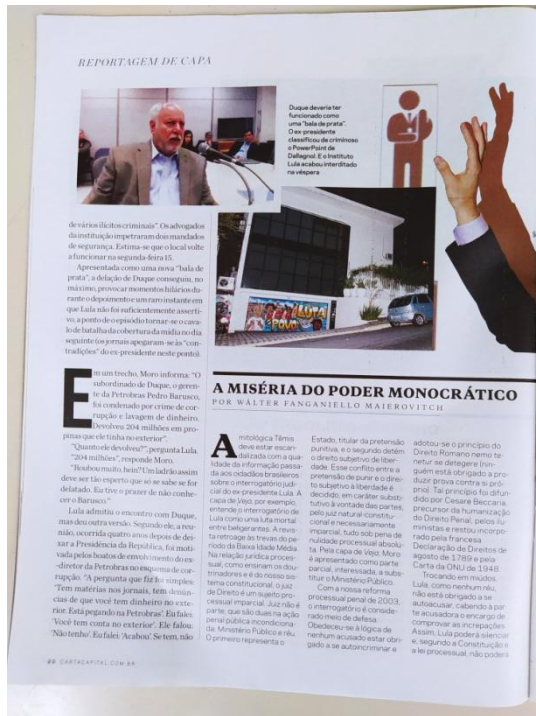 REPORTAGEM DE CAPA
Duque deveria ter
funcionado como
uma "bala de prata".
O ex-presidente
classificou de criminoso
o PowerPoint de
Dallagnol. E o Instituto
Lula acabou interditado
na véspera
LUTA
POVO
de vários ilícitos criminais". Os advogados
da instituição impetraram dois mandados
de segurança. Estima-se que o local volte
a funcionar na segunda-feira 15.
Apresentada como uma nova "bala de
prata", a delação de Duque conseguiu, no
máximo, provocar momentos hilários du-
rante o depoimento e um raro instante em
que Lula não foi suficientemente asserti-
vo, a ponto de o episódio tornar-se o cava-
lo de batalha da cobertura da mídia no dia
seguinte (os jornais apegaram-se às "con-
tradições" do ex-presidente neste ponto).
Em um trecho, Moro informa: "O
subordinado de Duque, o geren-
te da Petrobras Pedro Barusco,
foi condenado por crime de cor-
rupção e lavagem de dinheiro.
Devolveu 204 milhões em pro-
pinas que ele tinha no exterior".
"Quanto ele devolveu?", pergunta Lula.
"204 milhões", responde Moro.
"Roubou muito, hein? Um ladrão assim
deve ser tão esperto que só se sabe se for
delatado. Eu tive o prazer de não conhe-
cer o Barusco."
Lula admitiu o encontro com Duque,
mas deu outra versão. Segundo ele, a reu-
nião, ocorrida quatro anos depois de dei-
xar a Presidência da República, foi moti-
vada pelos boatos de envolvimento do ex-
-diretor da Petrobras no esquema de cor-
rupção. "A pergunta que fiz foi simples:
'Tem matérias nos jornais, tem denún-
cias de que você tem dinheiro no exte-
rior. Está pegando na Petrobras'. Eu falei:
'Você tem conta no exterior'. Ele falou:
'Não tenho'. Eu falei: 'Acabou'. Se tem, não
A MISÉRIA DO PODER MONOCRÁTICO
POR WÁLTER FANGANIELLO MAIEROVITCH
A mitológica Têmis
deve estar escan-
dalizada com a qua-
lidade da informação passa-
da aos cidadãos brasileiros
sobre o interrogatório judi-
cial do ex-presidente Lula. A
capa de Veja, por exemplo,
entende o interrogatório de
Lula como uma luta mortal
entre beligerantes. A revis-
ta retroage às trevas do pe-
ríodo da Baixa Idade Média.
Na relação jurídica proces-
sual, como ensinam os dou-
trinadores e é do nosso sis-
tema constitucional, o juiz
de Direito é um sujeito pro-
cessual imparcial. Juiz não é
parte, que são duas na ação
penal pública incondiciona-
da: Ministério Público e réu.
O primeiro representa o
Estado, titular da pretensão
punitiva, e o segundo detém
o direito subjetivo de liber-
dade. Esse conflito entre a
pretensão de punir e o direi-
to subjetivo à liberdade é
decidido, em caráter substi-
tutivo à vontade das partes,
pelo juiz natural-constituci-
onal e necessariamente
imparcial, tudo sob pena de
nulidade processual absolu-
ta. Pela capa de Veja, Moro
é apresentado como parte
parcial, interessada, a subs-
tituir o Ministério Público.
Com a nossa reforma
processual penal de 2003,
o interrogatório é conside-
rado meio de defesa.
Obedeceu-se à lógica de
nenhum acusado estar obri-
gado a se autoincriminar e
adotou-se o princípio do
Direito Romano nemo te-
netur se detegere (nin-
guém está obrigado a pro-
duzir prova contra si pró-
prio). Tal princípio foi difun-
dido por Cesare Beccaria,
precursor da humanização
do Direito Penal, pelos ilu-
ministas e restou incorpo-
rado pela francesa
Declaração de Direitos de
agosto de 1789 e pela
Carta da ONU de 1948.
Trocando em miúdos,
Lula, como nenhum réu,
não está obrigado a se
autoacusar, cabendo à par-
te acusadora o encargo de
comprovar as increpações.
Assim, Lula poderá silenciar
e, segundo a Constituição e
a lei processual, não poderá
20 CARTACAPITAL.COM.BR